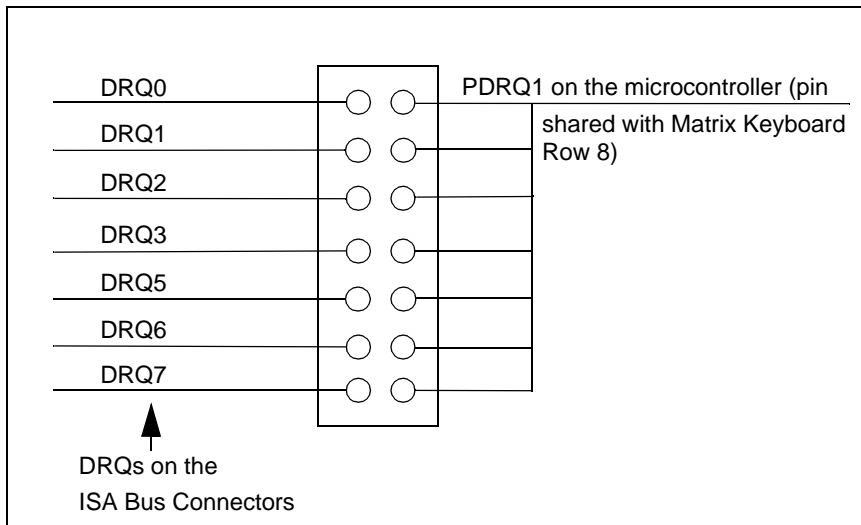 DRQ0
PDRQ1 on the microcontroller (pin
shared with Matrix Keyboard
Row 8)
DRQ1
DRQ2
DRQ3
DRQ5
DRQ6
DRQ7
DRQs on the
ISA Bus Connectors